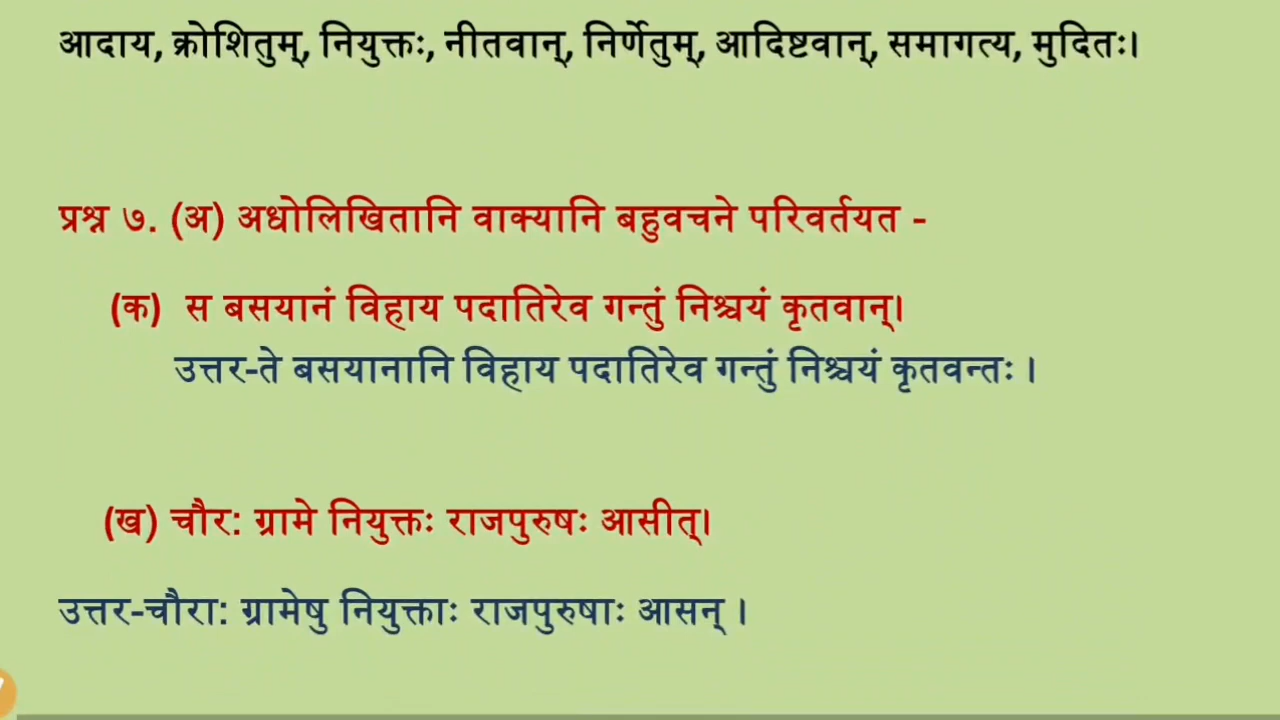 आदाय, क्रोशितुम्, नियुक्तः, नीतवान्, निर्णेतुम्, आदिष्टवान्, समागत्य, मुदितः।
प्रश्न ७. (अ) अधोलिखितानि वाक्यानि बहुवचने परिवर्तयत -
(क) स बसयानं विहाय पदातिरेव गन्तुं निश्चयं कृतवान्।
उत्तर-ते बसयानानि विहाय पदातिरेव गन्तुं निश्चयं कृतवन्तः ।
(ख) चौर: ग्रामे नियुक्तः राजपुरुषः आसीत्।
उत्तर-चौरा: ग्रामेषु नियुक्ताः राजपुरुषाः आसन् ।